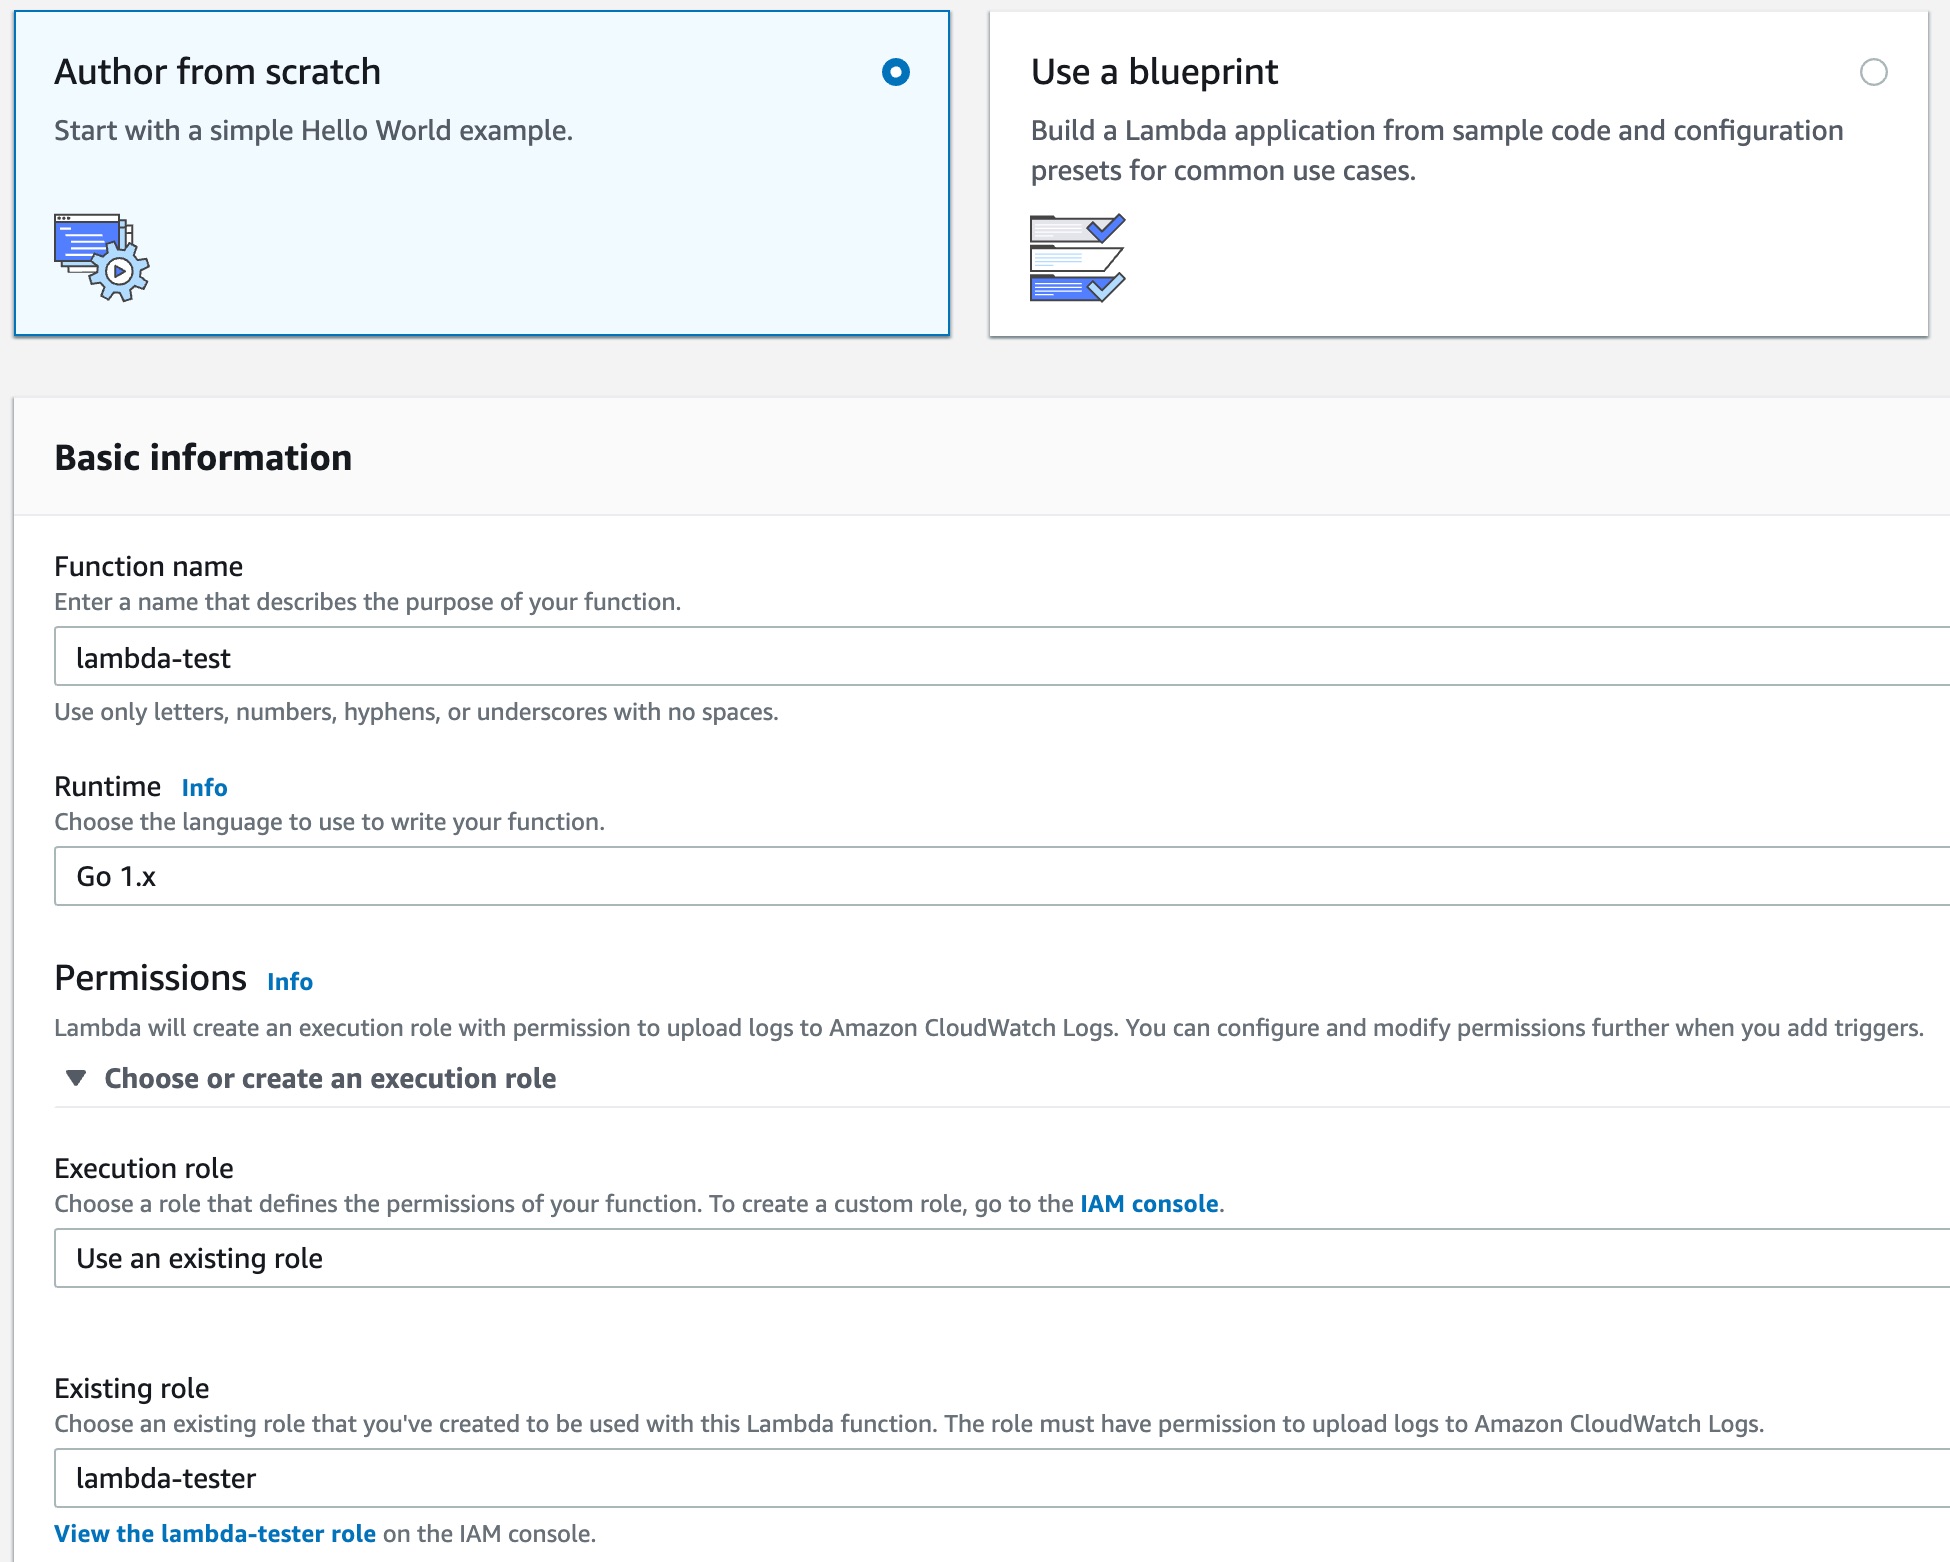 Author from scratch
Start with a simple Hello World example.
Use a blueprint
Build a Lambda application from sample code and configuration
presets for common use cases.
Basic information
Function name
Enter a name that describes the purpose of your function.
lambda-test
Use only letters, numbers, hyphens, or underscores with no spaces.
Runtime Info
Choose the language to use to write your function.
Go 1.x
Permissions Info
Lambda will create an execution role with permission to upload logs to Amazon CloudWatch Logs. You can configure and modify permissions further when you add triggers.
Choose or create an execution role
Execution role
Choose a role that defines the permissions of your function. To create a custom role, go to the IAM console.
Use an existing role
Existing role
Choose an existing role that you've created to be used with this Lambda function. The role must have permission to upload logs to Amazon CloudWatch Logs.
lambda-tester
View the lambda-tester role on the IAM console.